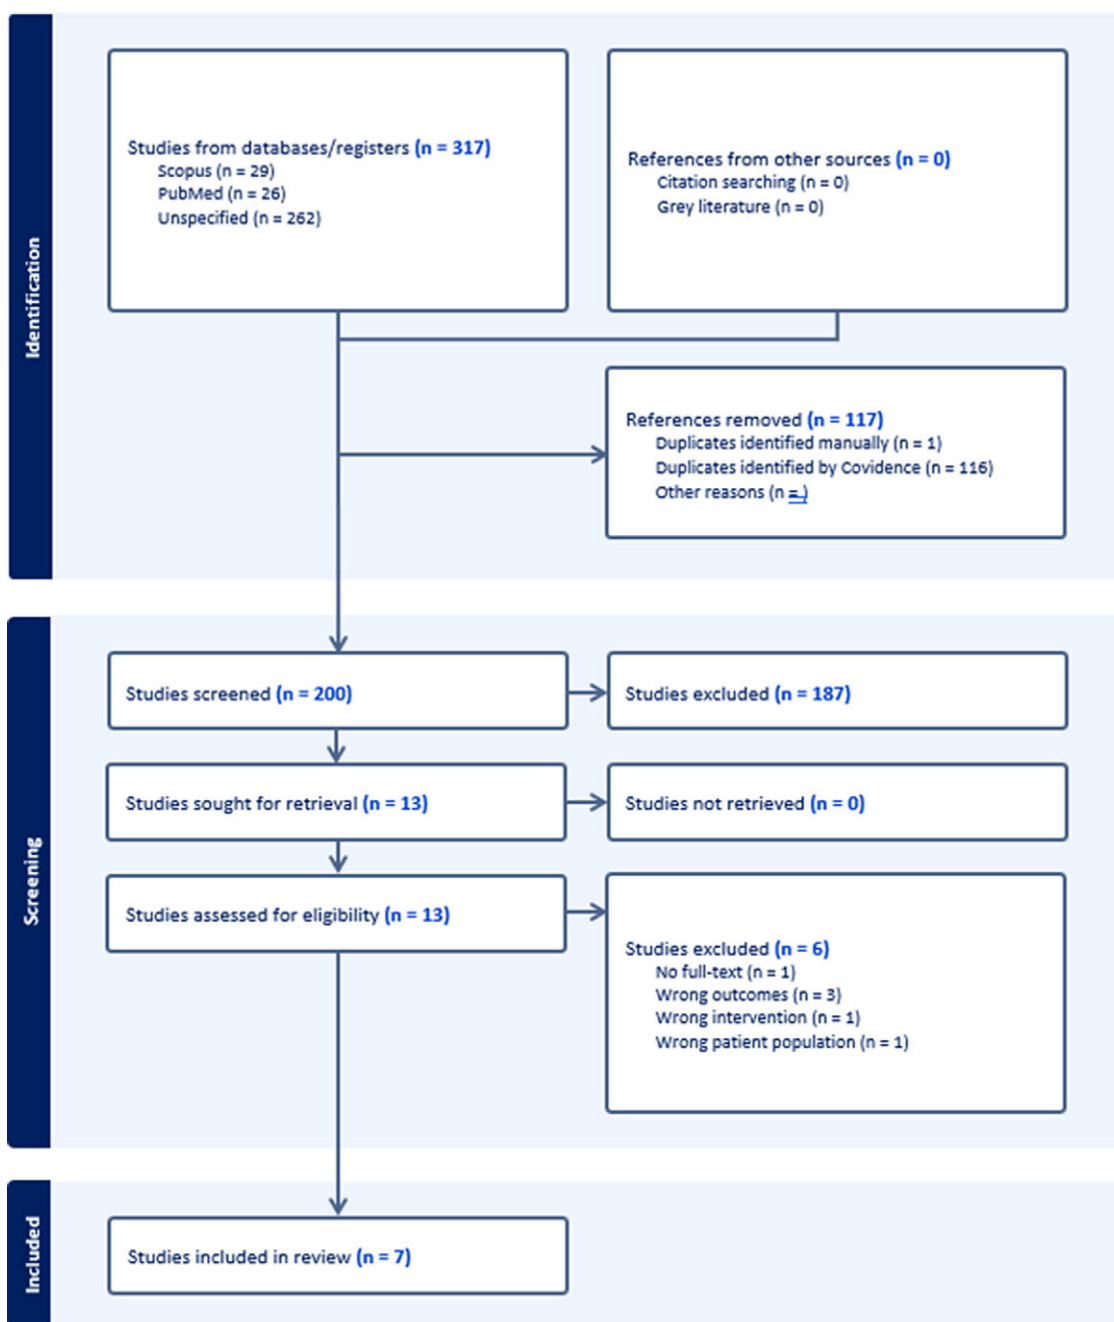 Identification
Studies from databases/registers (n = 317)
Scopus (n = 29)
PubMed (n = 26)
Unspecified (n = 262)
References from other sources (n = 0)
Citation searching (n = 0)
Grey literature (n = 0)
References removed (n = 117)
Duplicates identified manually (n = 1)
Duplicates identified by Covidence (n = 116)
Other reasons (n = )
Screening
Studies screened (n = 200)
Studies excluded (n = 187)
Studies sought for retrieval (n = 13)
Studies not retrieved (n = 0)
Studies assessed for eligibility (n = 13)
Studies excluded (n = 6)
No full-text (n = 1)
Wrong outcomes (n = 3)
Wrong intervention (n = 1)
Wrong patient population (n = 1)
Included
Studies included in review (n = 7)